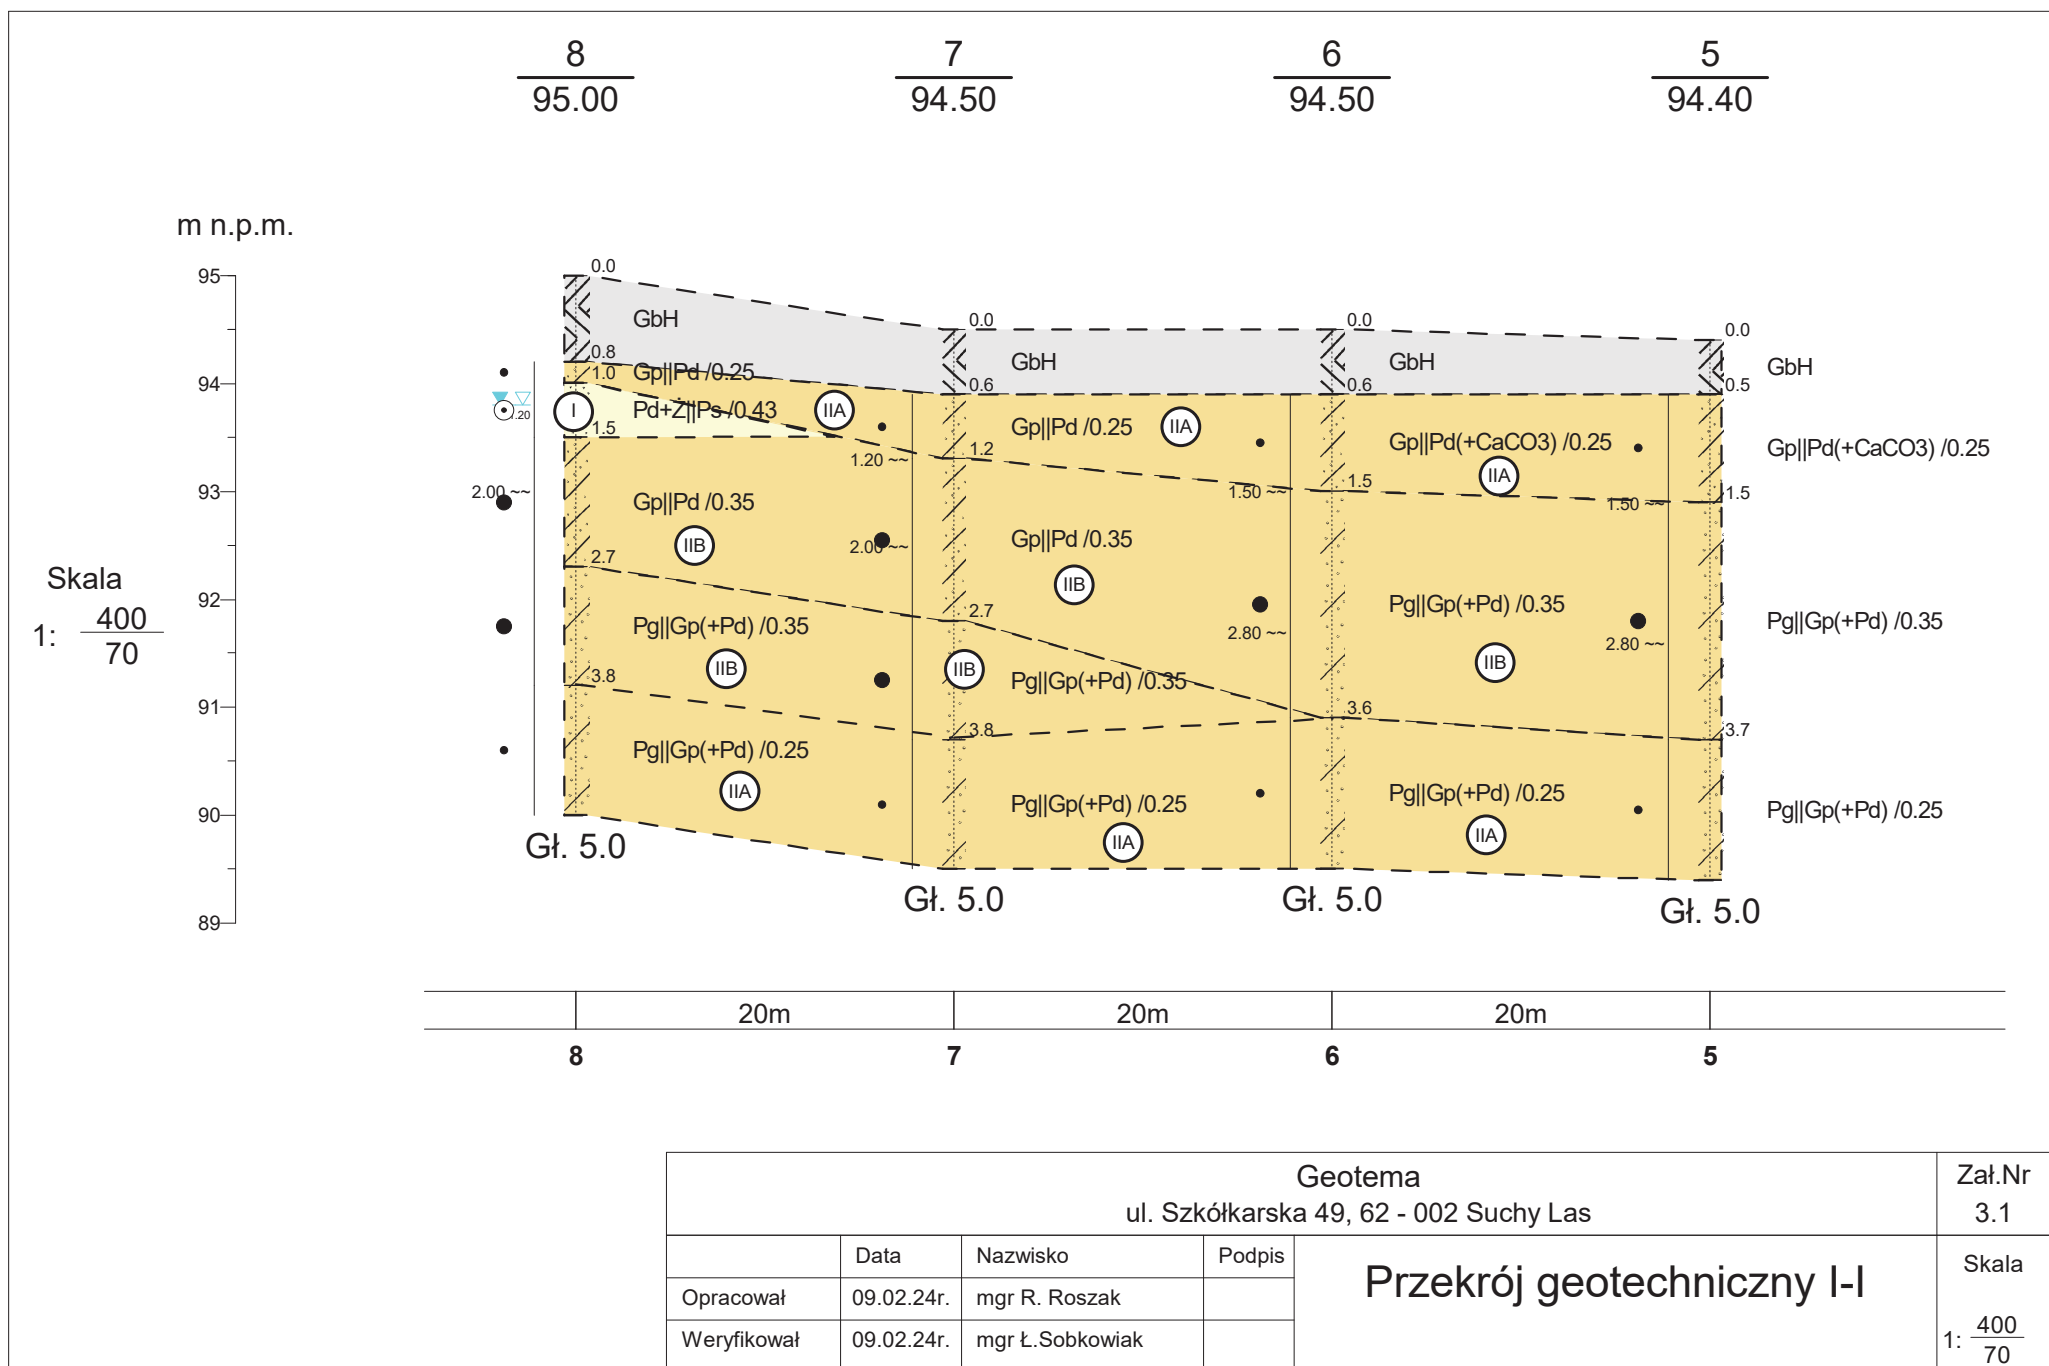 8 7 6 5
95.00 94.50 94.50 94.40
m n.p.m.
95
94
93
92
91
90
89
Skala
1: 400
70
0.0 0.0 0.0 0.0
GbH GbH GbH GbH
0.8 0.6 0.6 0.5
1.0 Gp||Pd /0.25
I 1.20 Pd+Ż||Ps /0.43 IIA
1.5
Gp||Pd /0.25 IIA
Gp||Pd(+CaCO3) /0.25 IIA
Gp||Pd(+CaCO3) /0.25
1.20 ~~ 1.2
2.00 ~~ 1.50 ~~ 1.5 1.50 ~~ 1.5
Gp||Pd /0.35 IIB
2.00 ~~ Gp||Pd /0.35 IIB
2.7 2.7
Pg||Gp(+Pd) /0.35 IIB
2.80 ~~ Pg||Gp(+Pd) /0.35 IIB
2.80 ~~ Pg||Gp(+Pd) /0.35
IIB Pg||Gp(+Pd) /0.35
3.8 3.8 3.6 3.7
Pg||Gp(+Pd) /0.25 IIA
Pg||Gp(+Pd) /0.25 IIA
Pg||Gp(+Pd) /0.25 IIA
Pg||Gp(+Pd) /0.25
Gł. 5.0 Gł. 5.0 Gł. 5.0 Gł. 5.0
20m 20m 20m
8 7 6 5
Geotema
ul. Szkółkarska 49, 62 - 002 Suchy Las
Zał.Nr
3.1
Data Nazwisko Podpis
Opracował 09.02.24r. mgr R. Roszak
Weryfikował 09.02.24r. mgr Ł.Sobkowiak
Przekrój geotechniczny I-I
Skala
1: 400
70